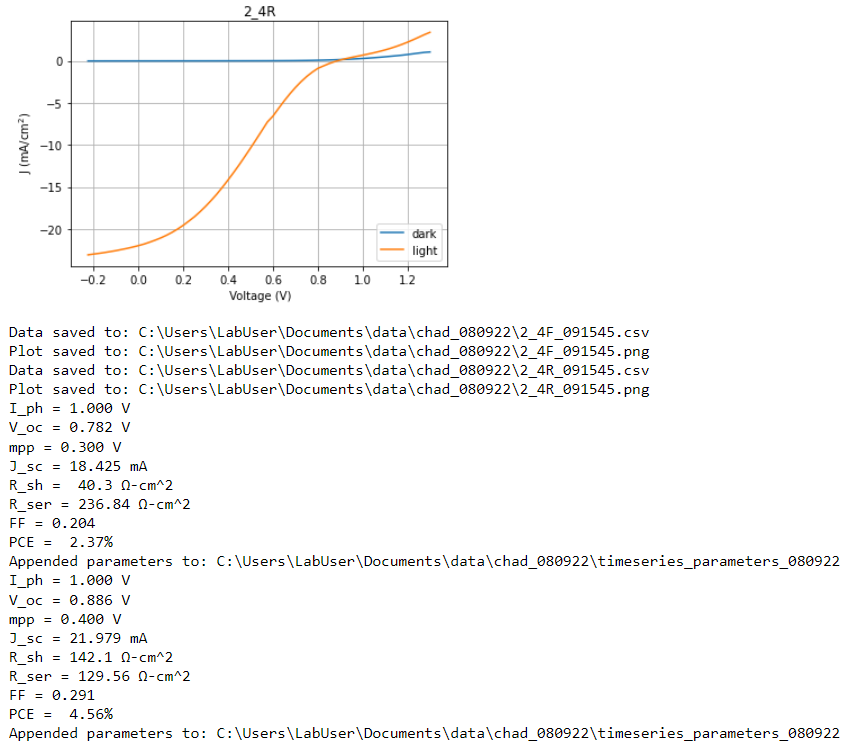 2_4R
0
−5
−10
−15
−20
J (mA/cm²)
dark
light
−0.2 0.0 0.2 0.4 0.6 0.8 1.0 1.2
Voltage (V)
Data saved to: C:\Users\LabUser\Documents\data\chad_080922\2_4F_091545.csv
Plot saved to: C:\Users\LabUser\Documents\data\chad_080922\2_4F_091545.png
Data saved to: C:\Users\LabUser\Documents\data\chad_080922\2_4R_091545.csv
Plot saved to: C:\Users\LabUser\Documents\data\chad_080922\2_4R_091545.png
I_ph = 1.000 V
V_oc = 0.782 V
mpp = 0.300 V
J_sc = 18.425 mA
R_sh =  40.3 Ω-cm^2
R_ser = 236.84 Ω-cm^2
FF = 0.204
PCE =  2.37%
Appended parameters to: C:\Users\LabUser\Documents\data\chad_080922\timeseries_parameters_080922
I_ph = 1.000 V
V_oc = 0.886 V
mpp = 0.400 V
J_sc = 21.979 mA
R_sh = 142.1 Ω-cm^2
R_ser = 129.56 Ω-cm^2
FF = 0.291
PCE =  4.56%
Appended parameters to: C:\Users\LabUser\Documents\data\chad_080922\timeseries_parameters_080922